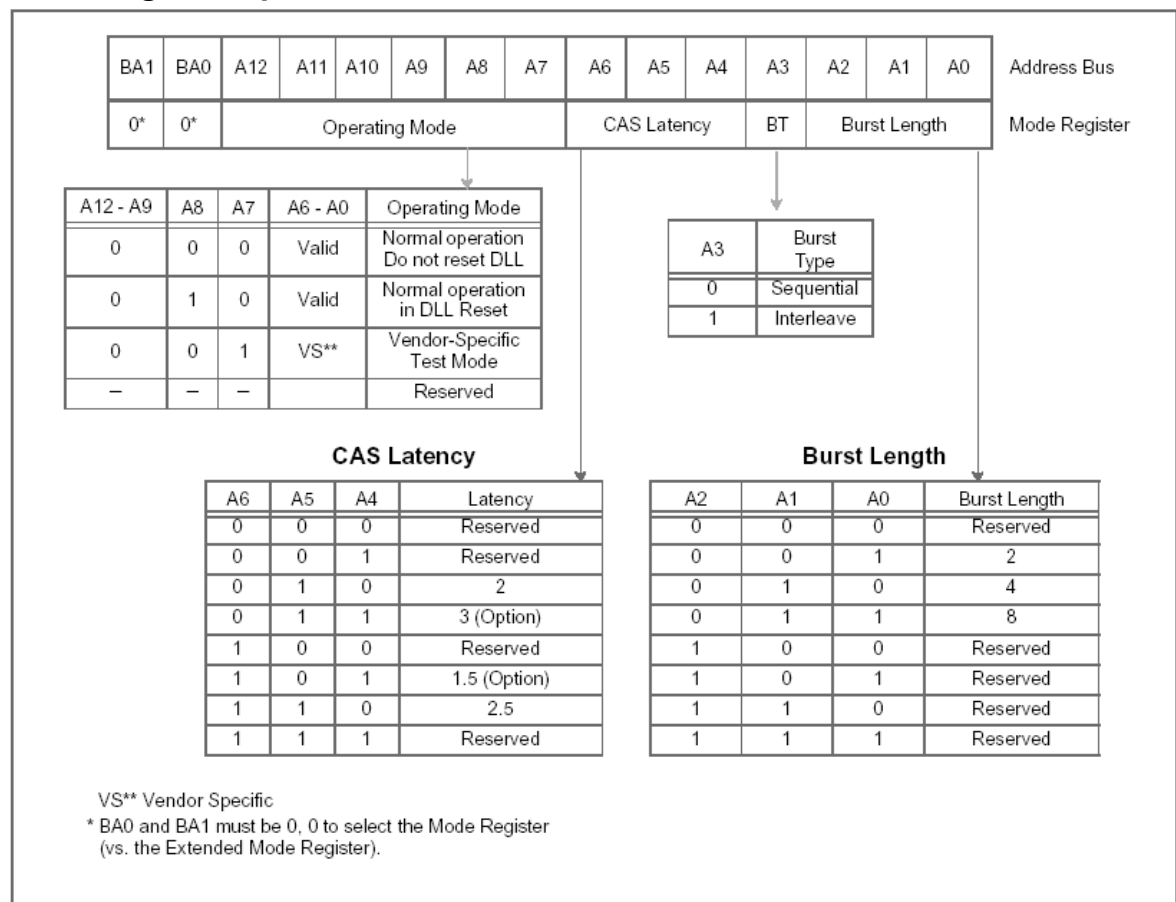 BA1 BA0 A12 A11 A10 A9 A8 A7 A6 A5 A4 A3 A2 A1 A0 Address Bus
0* 0* Operating Mode CAS Latency BT Burst Length Mode Register
A12 - A9 A8 A7 A6 - A0 Operating Mode
0 0 0 Valid Normal operation
Do not reset DLL
0 1 0 Valid Normal operation
in DLL Reset
0 0 1 VS** Vendor-Specific
Test Mode
– – – Reserved
A3 Burst
Type
0 Sequential
1 Interleave
CAS Latency
A6 A5 A4 Latency
0 0 0 Reserved
0 0 1 Reserved
0 1 0 2
0 1 1 3 (Option)
1 0 0 Reserved
1 0 1 1.5 (Option)
1 1 0 2.5
1 1 1 Reserved
Burst Length
A2 A1 A0 Burst Length
0 0 0 Reserved
0 0 1 2
0 1 0 4
0 1 1 8
1 0 0 Reserved
1 0 1 Reserved
1 1 0 Reserved
1 1 1 Reserved
VS** Vendor Specific
* BA0 and BA1 must be 0, 0 to select the Mode Register
(vs. the Extended Mode Register).